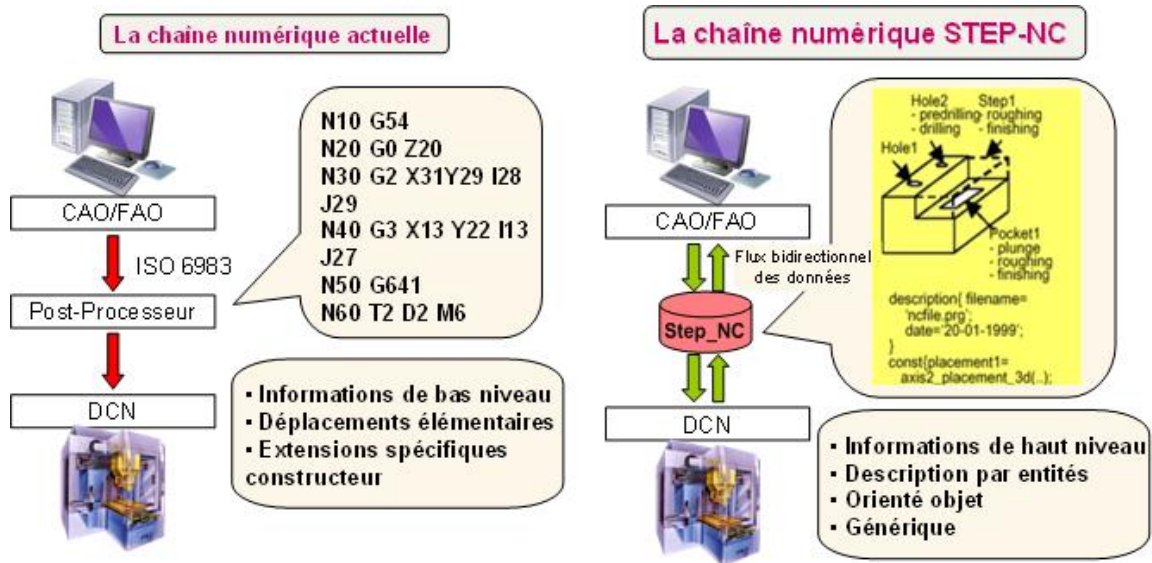 La chaîne numérique actuelle
CAO/FAO
ISO 6983
Post-Processeur
DCN
N10 G54
N20 G0 Z20
N30 G2 X31Y29 I28
J29
N40 G3 X13 Y22 I13
J27
N50 G641
N60 T2 D2 M6
▪ Informations de bas niveau
▪ Déplacements élémentaires
▪ Extensions spécifiques
constructeur
La chaîne numérique STEP-NC
CAO/FAO
Flux bidirectionnel
des données
Step_NC
DCN
Hole2
- predrilling
- drilling
Step1
- roughing
- finishing
Hole1
Pocket1
- plunge
- roughing
- finishing
description{ filename=
'ncfile.prg';
date='20-01-1999';
}
const{placement1=
axis2_placement_3d(..);
▪ Informations de haut niveau
▪ Description par entités
▪ Orienté objet
▪ Générique